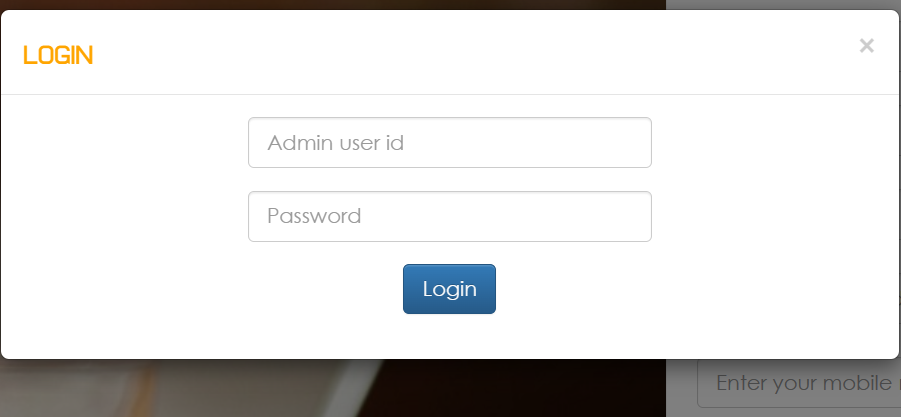 LOGIN
×
Admin user id
Password
Login
Enter your mobile